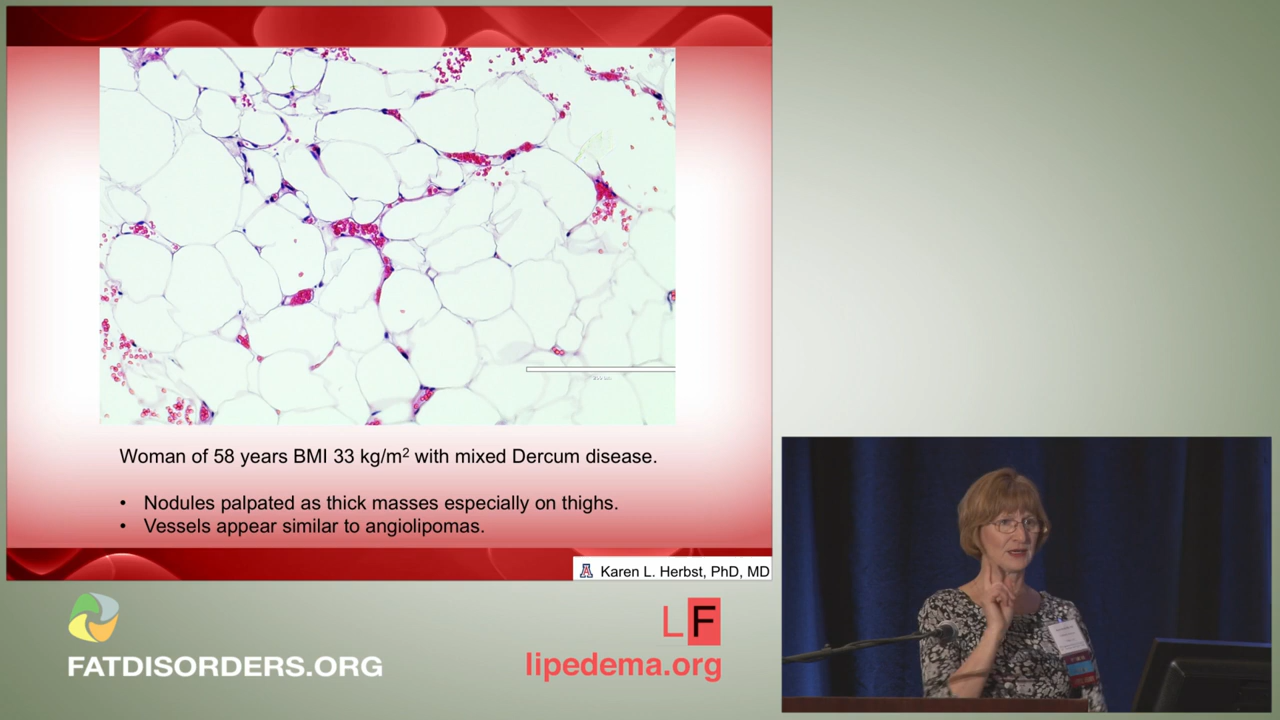 Woman of 58 years BMI 33 kg/m² with mixed Dercum disease.
• Nodules palpated as thick masses especially on thighs.
• Vessels appear similar to angiolipomas.
A Karen L. Herbst, PhD, MD
FATDISORDERS.ORG
LF
lipedema.org